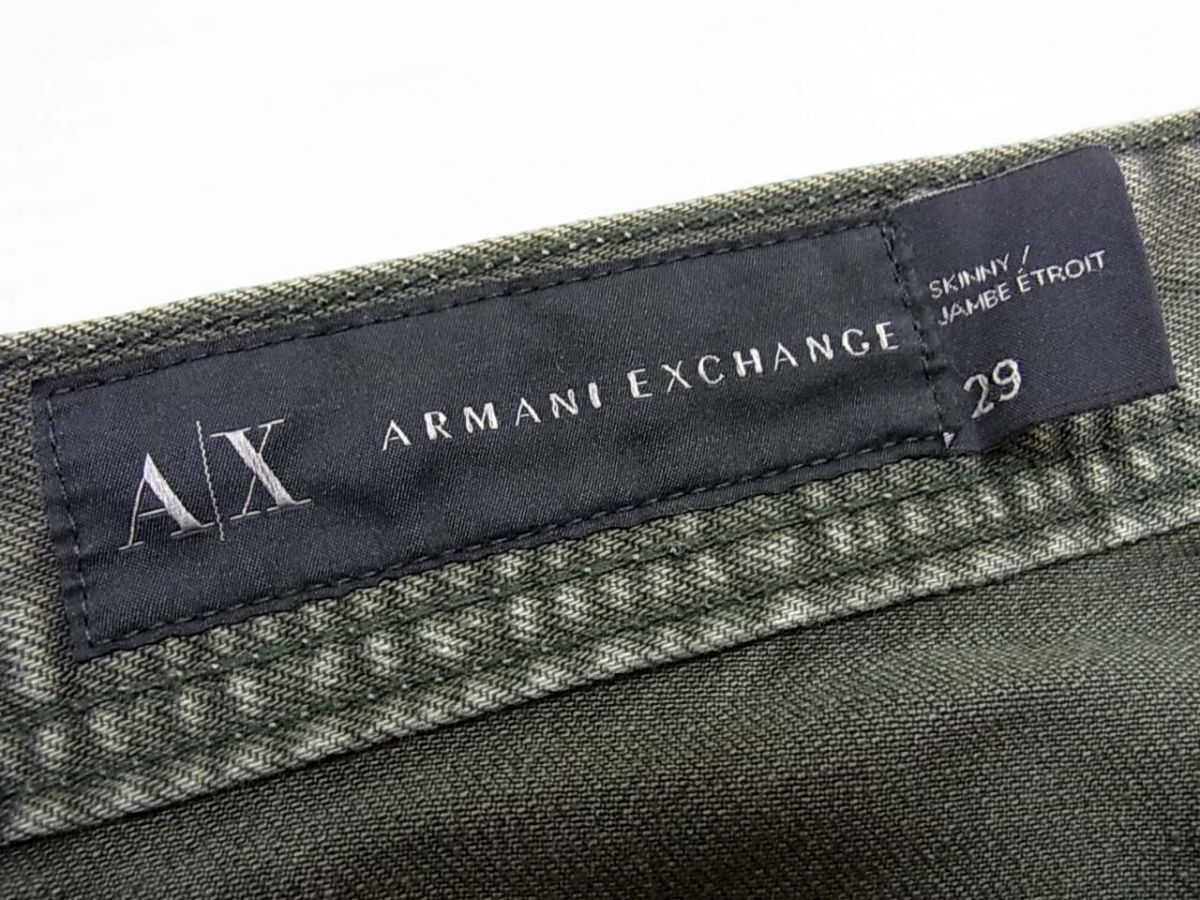 A|X ARMANI EXCHANGE
SKINNY /
JAMBE ÉTROIT
29